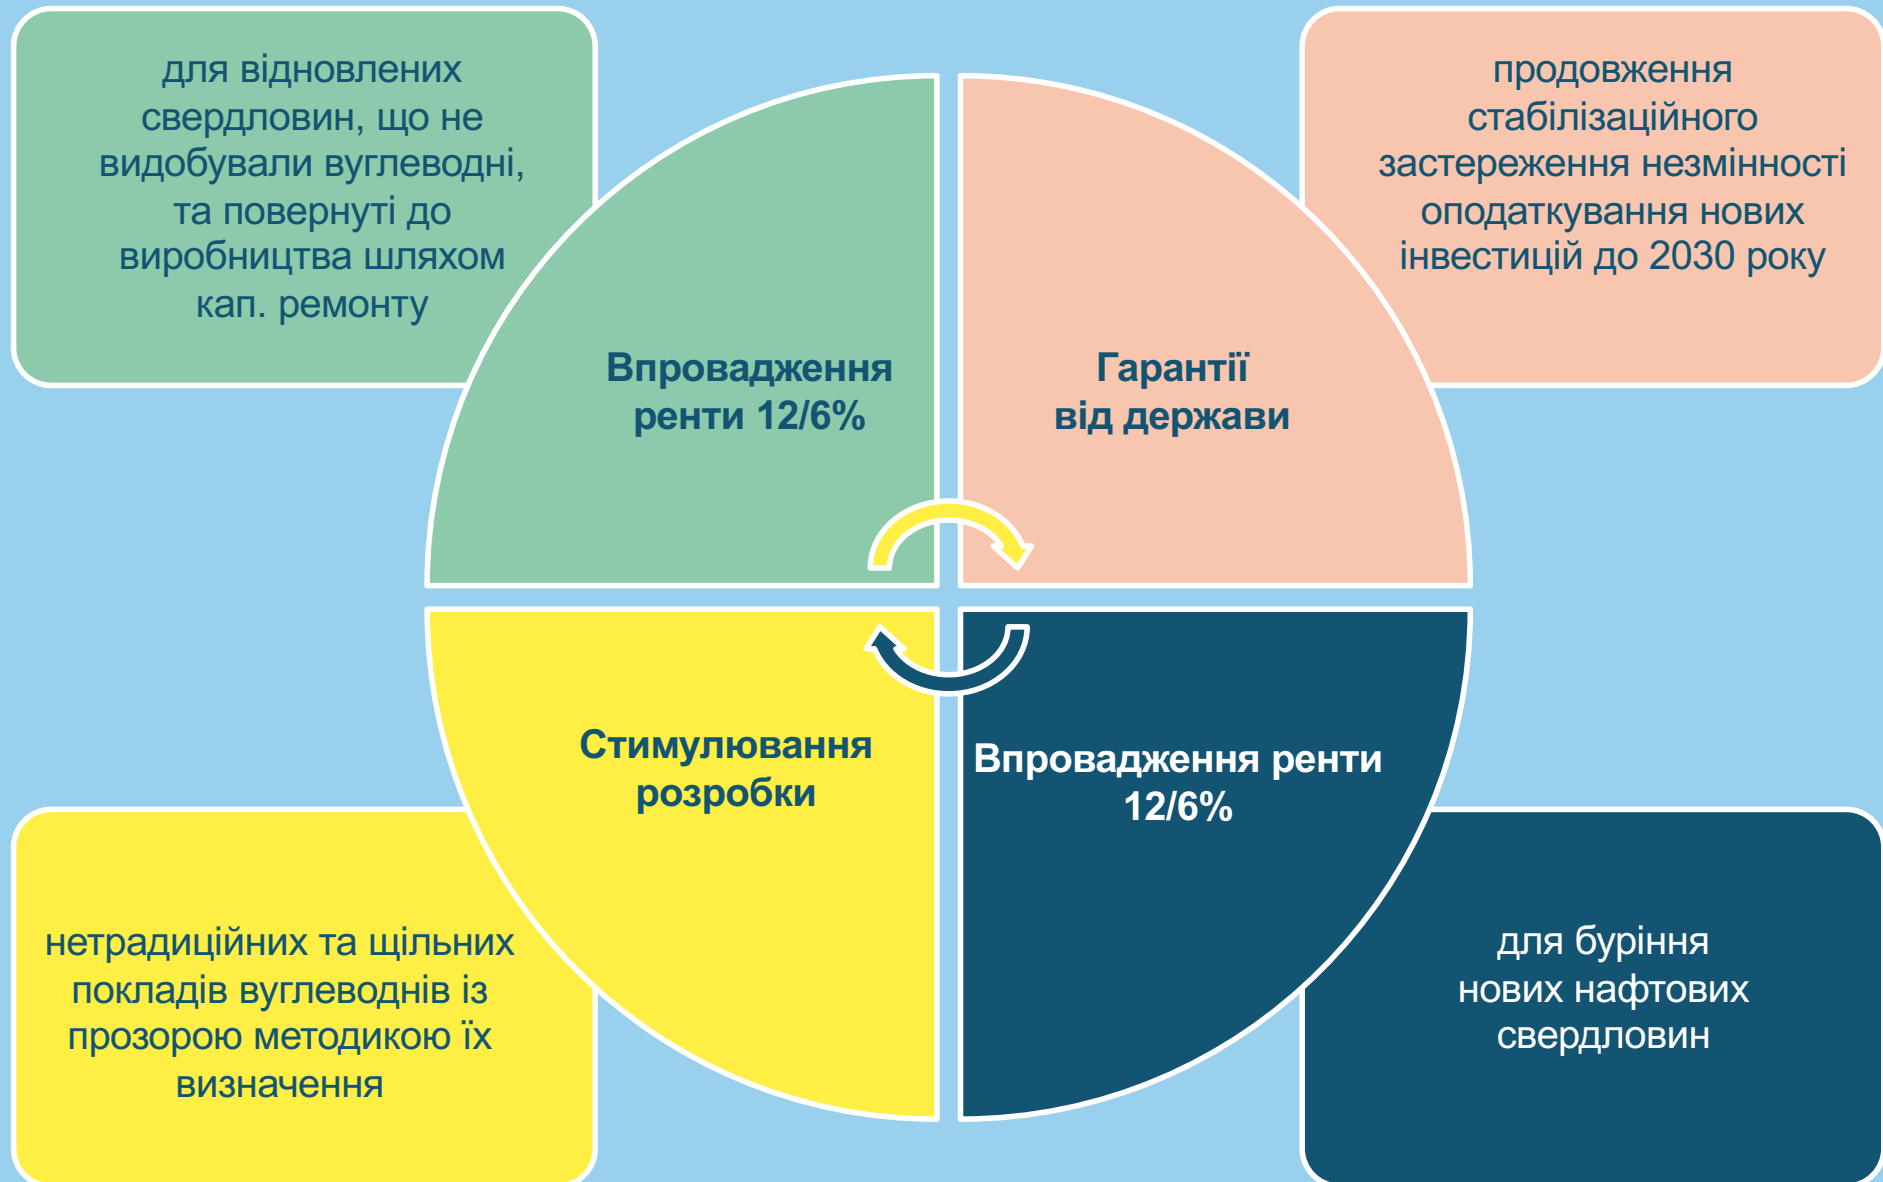 для відновлених
свердловин, що не
видобували вуглеводні,
та повернуті до
виробництва шляхом
кап. ремонту
Впровадження
ренти 12/6%
продовження
стабілізаційного
застереження незмінності
оподаткування нових
інвестицій до 2030 року
Гарантії
від держави
Стимулювання
розробки
нетрадиційних та щільних
покладів вуглеводнів із
прозорою методикою їх
визначення
Впровадження ренти
12/6%
для буріння
нових нафтових
свердловин